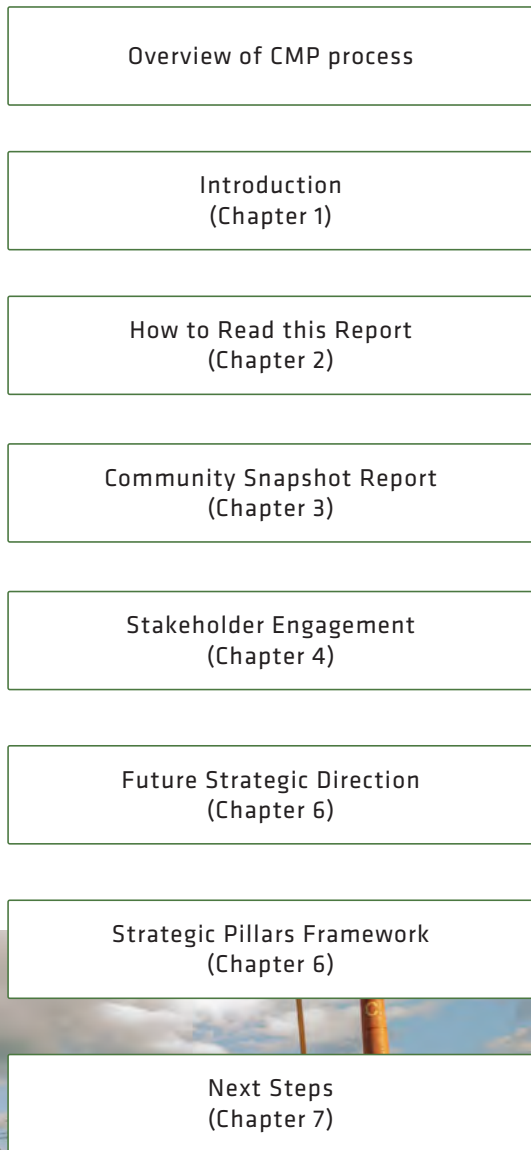 Overview of CMP process
Introduction
(Chapter 1)
How to Read this Report
(Chapter 2)
Community Snapshot Report
(Chapter 3)
Stakeholder Engagement
(Chapter 4)
Future Strategic Direction
(Chapter 6)
Strategic Pillars Framework
(Chapter 6)
Next Steps
(Chapter 7)